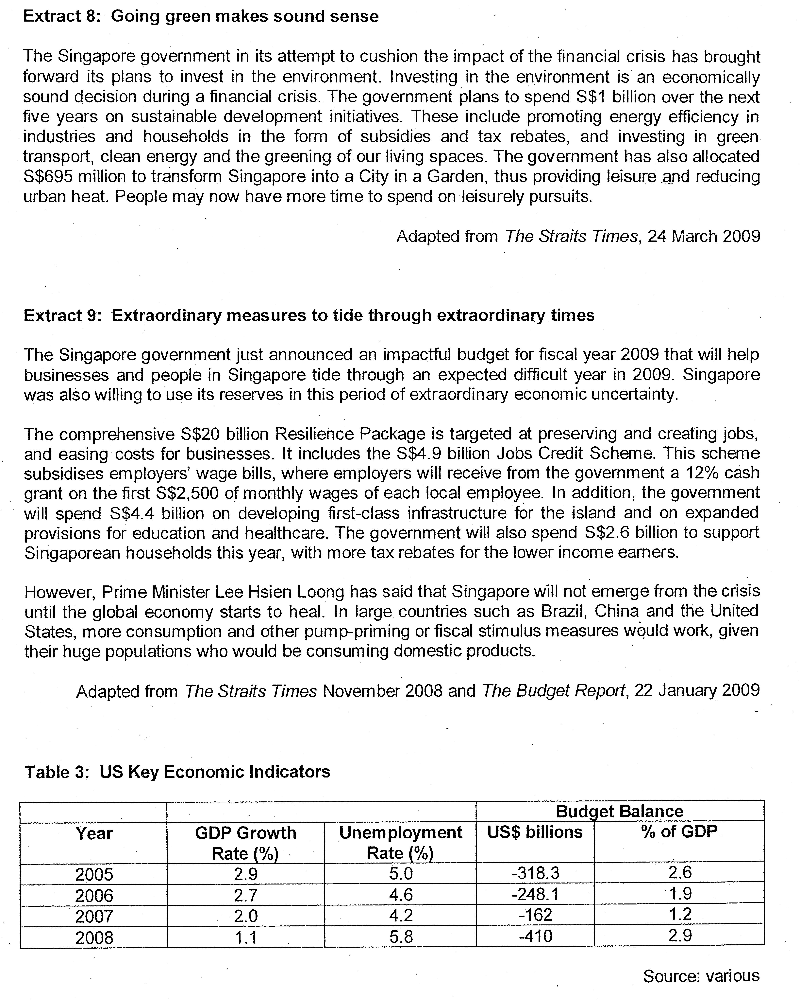 Extract 8: Going green makes sound sense
The Singapore government in its attempt to cushion the impact of the financial crisis has brought
forward its plans to invest in the environment. Investing in the environment is an economically
sound decision during a financial crisis. The government plans to spend S$1 billion over the next
five years on sustainable development initiatives. These include promoting energy efficiency in
industries and households in the form of subsidies and tax rebates, and investing in green
transport, clean energy and the greening of our living spaces. The government has also allocated
S$695 million to transform Singapore into a City in a Garden, thus providing leisure and reducing
urban heat. People may now have more time to spend on leisurely pursuits.
Adapted from The Straits Times, 24 March 2009
Extract 9: Extraordinary measures to tide through extraordinary times
The Singapore government just announced an impactful budget for fiscal year 2009 that will help
businesses and people in Singapore tide through an expected difficult year in 2009. Singapore
was also willing to use its reserves in this period of extraordinary economic uncertainty.
The comprehensive S$20 billion Resilience Package is targeted at preserving and creating jobs,
and easing costs for businesses. It includes the S$4.9 billion Jobs Credit Scheme. This scheme
subsidises employers' wage bills, where employers will receive from the government a 12% cash
grant on the first S$2,500 of monthly wages of each local employee. In addition, the government
will spend S$4.4 billion on developing first-class infrastructure for the island and on expanded
provisions for education and healthcare. The government will also spend S$2.6 billion to support
Singaporean households this year, with more tax rebates for the lower income earners.
However, Prime Minister Lee Hsien Loong has said that Singapore will not emerge from the crisis
until the global economy starts to heal. In large countries such as Brazil, China and the United
States, more consumption and other pump-priming or fiscal stimulus measures would work, given
their huge populations who would be consuming domestic products.
Adapted from The Straits Times November 2008 and The Budget Report, 22 January 2009
Table 3: US Key Economic Indicators
Budget Balance
Year GDP Growth Rate (%) Unemployment Rate (%) US$ billions % of GDP
2005 2.9 5.0 -318.3 2.6
2006 2.7 4.6 -248.1 1.9
2007 2.0 4.2 -162 1.2
2008 1.1 5.8 -410 2.9
Source: various